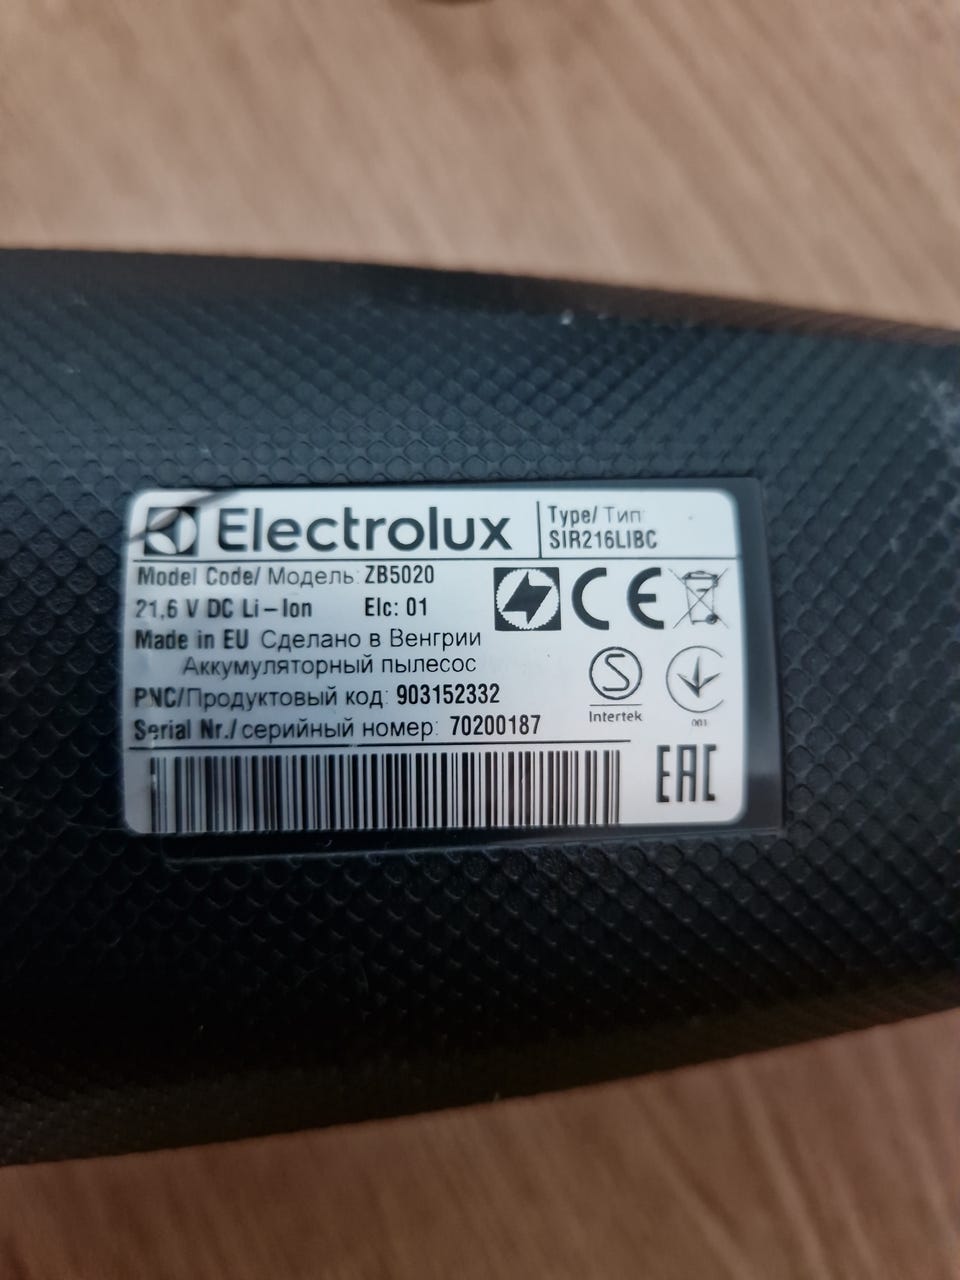 Electrolux
Type/ Тип:
SIR216LIBC
Model Code/ Модель: ZB5020
21,6 V DC Li-Ion Elc: 01
Made in EU Сделано в Венгрии
Аккумуляторный пылесос
PNC/Продуктовый код: 903152332
Serial Nr./серийный номер: 70200187
CE
S
Intertek
001
EAC